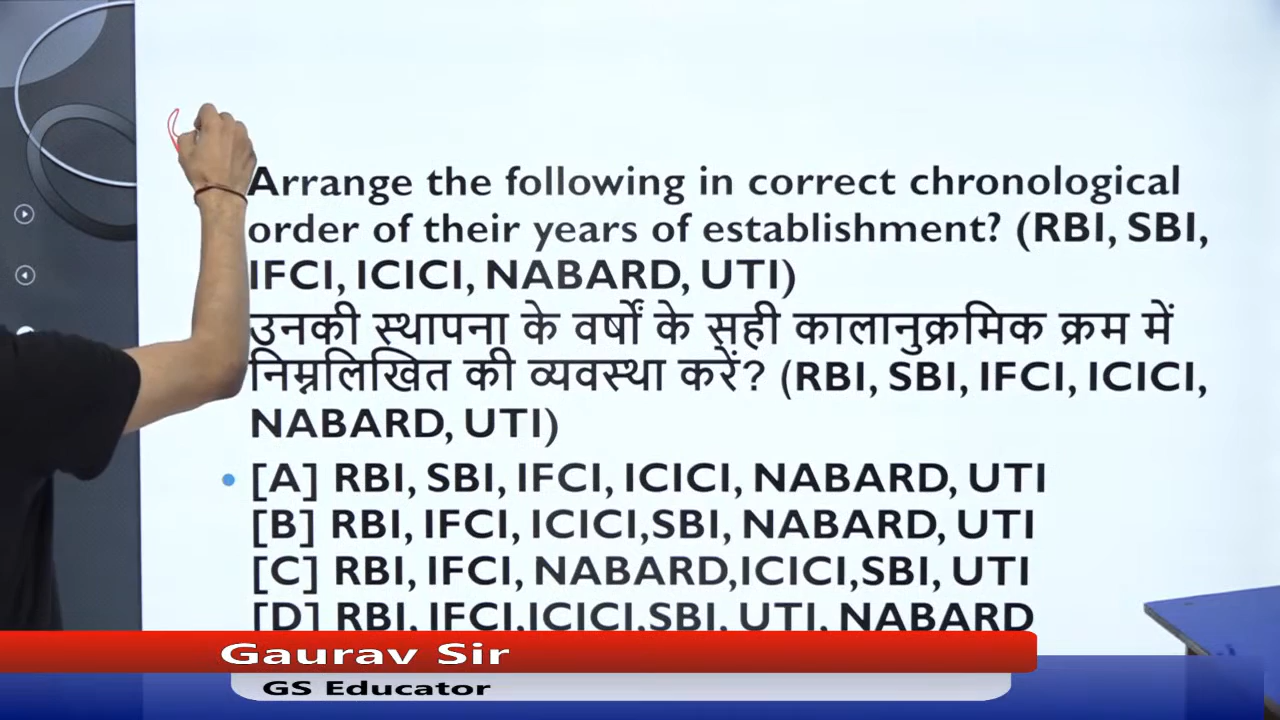 Arrange the following in correct chronological
order of their years of establishment? (RBI, SBI,
IFCI, ICICI, NABARD, UTI)
उनकी स्थापना के वर्षों के सही कालानुक्रमिक क्रम में
निम्नलिखित की व्यवस्था करें? (RBI, SBI, IFCI, ICICI,
NABARD, UTI)
• [A] RBI, SBI, IFCI, ICICI, NABARD, UTI
[B] RBI, IFCI, ICICI,SBI, NABARD, UTI
[C] RBI, IFCI, NABARD,ICICI,SBI, UTI
[D] RBI, IFCI,ICICI,SBI, UTI, NABARD
Gaurav Sir
GS Educator